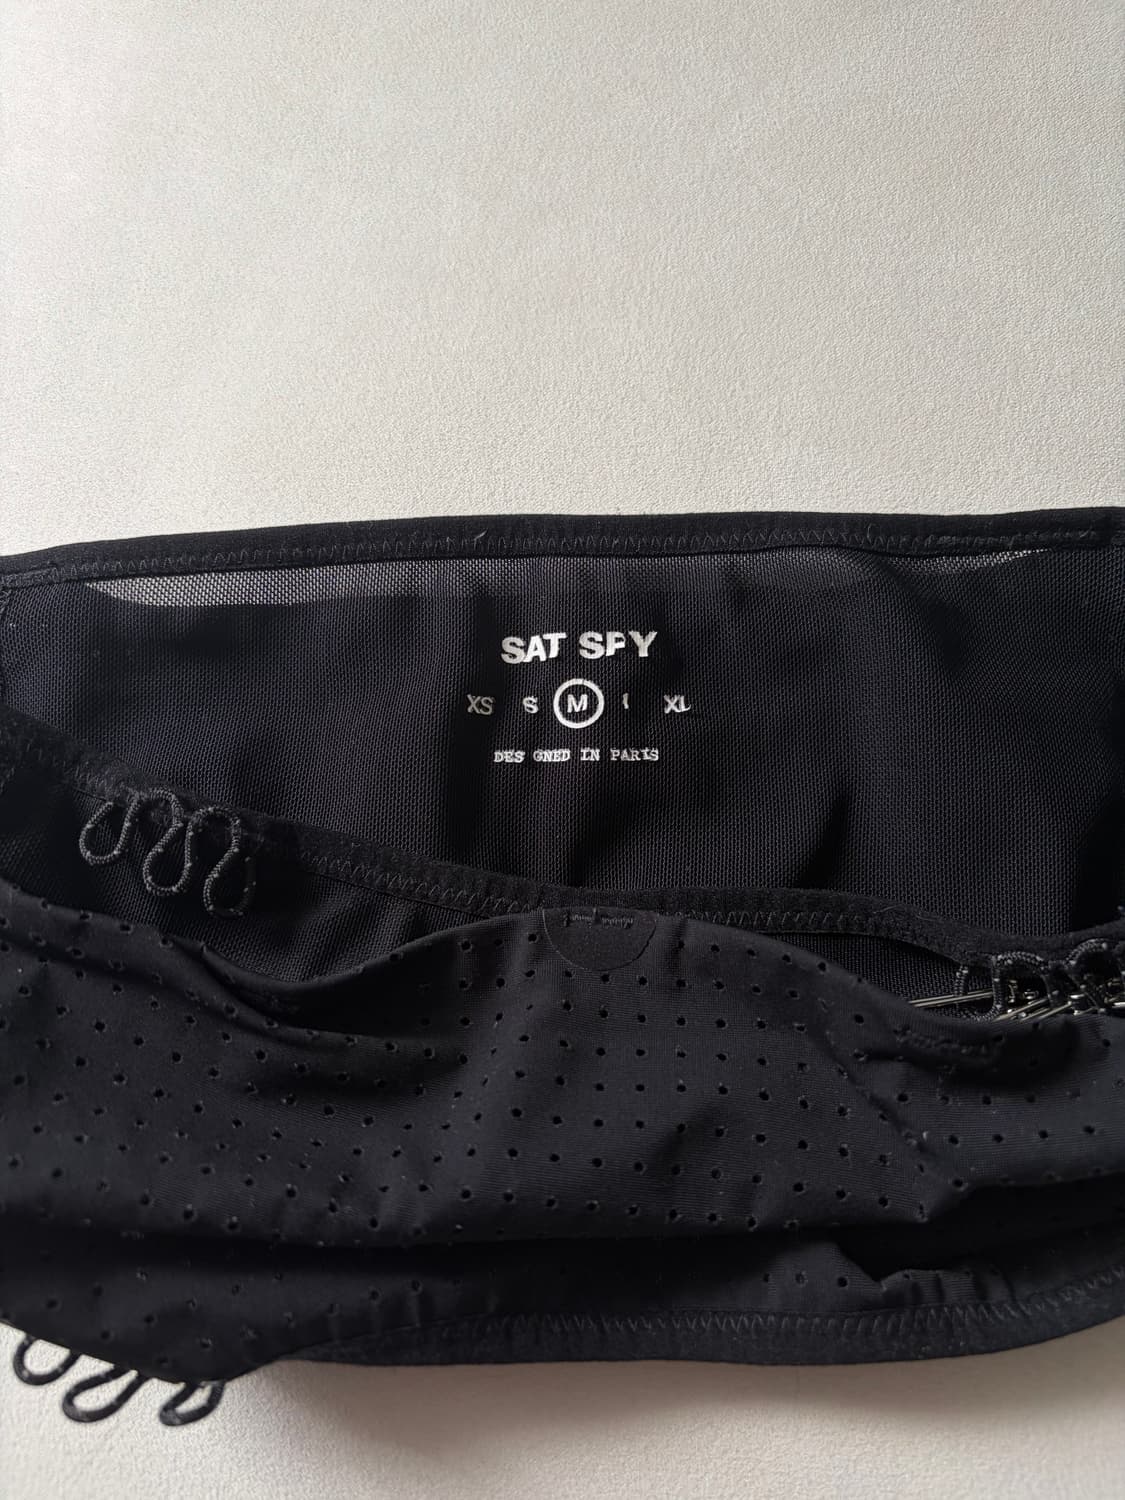 SAT SPY
XS S M XL
DES GNED IN PARIS